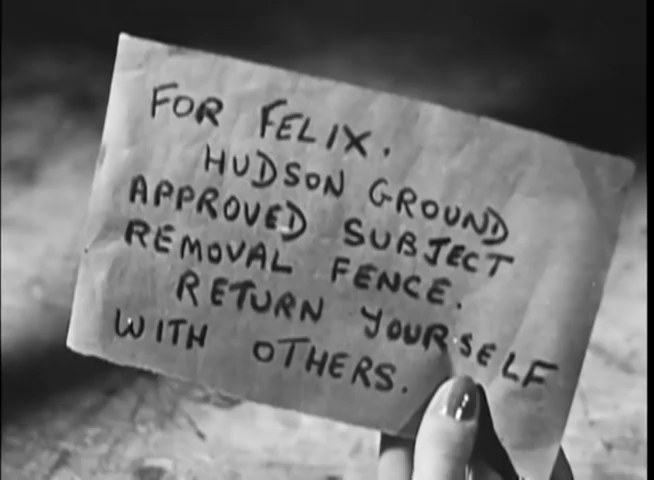 FOR FELIX.
HUDSON GROUND
APPROVED SUBJECT
REMOVAL FENCE.
RETURN YOURSELF
WITH OTHERS.